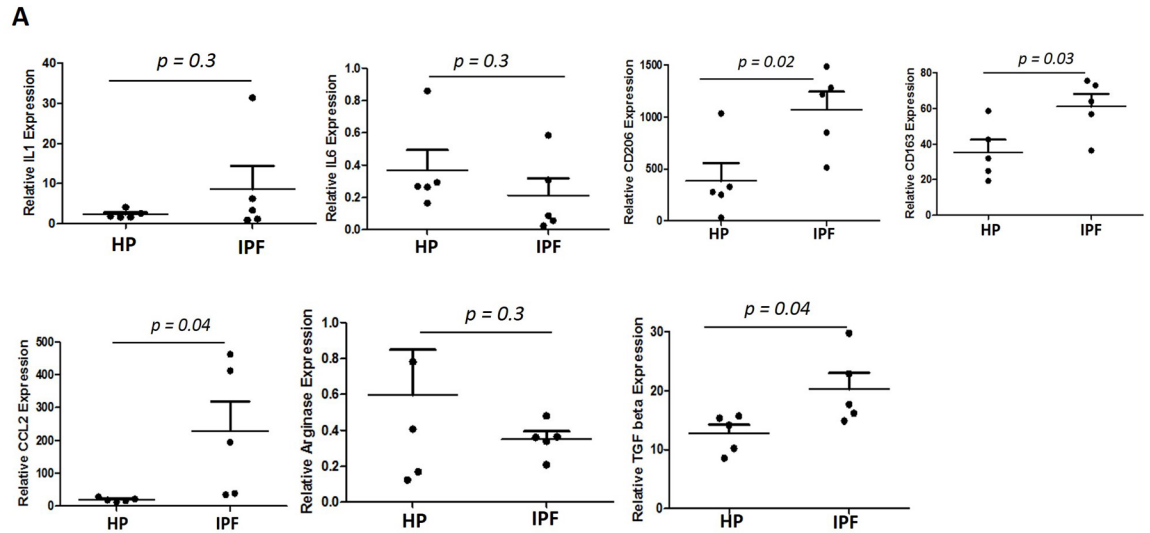 A
Relative IL1 Expression
40
30
20
10
0
p = 0.3
HP
IPF
Relative IL6 Expression
1.0
0.8
0.6
0.4
0.2
0.0
p = 0.3
HP
IPF
Relative CD206 Expression
1500
1000
500
0
p = 0.02
HP
IPF
Relative CD163 Expression
80
60
40
20
0
p = 0.03
HP
IPF
Relative CCL2 Expression
500
400
300
200
100
0
p = 0.04
HP
IPF
Relative Arginase Expression
1.0
0.8
0.6
0.4
0.2
0.0
p = 0.3
HP
IPF
Relative TGF beta Expression
30
20
10
0
p = 0.04
HP
IPF